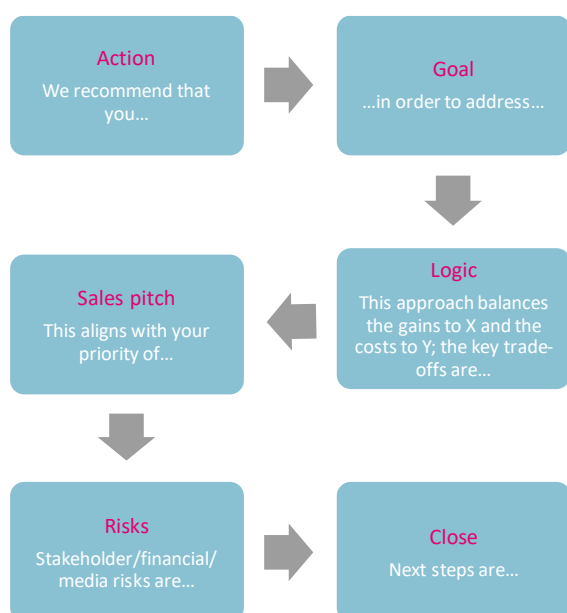 Action
We recommend that
you…
Goal
…in order to address…
Logic
This approach balances
the gains to X and the
costs to Y; the key trade-
offs are…
Sales pitch
This aligns with your
priority of…
Risks
Stakeholder/financial/
media risks are…
Close
Next steps are…